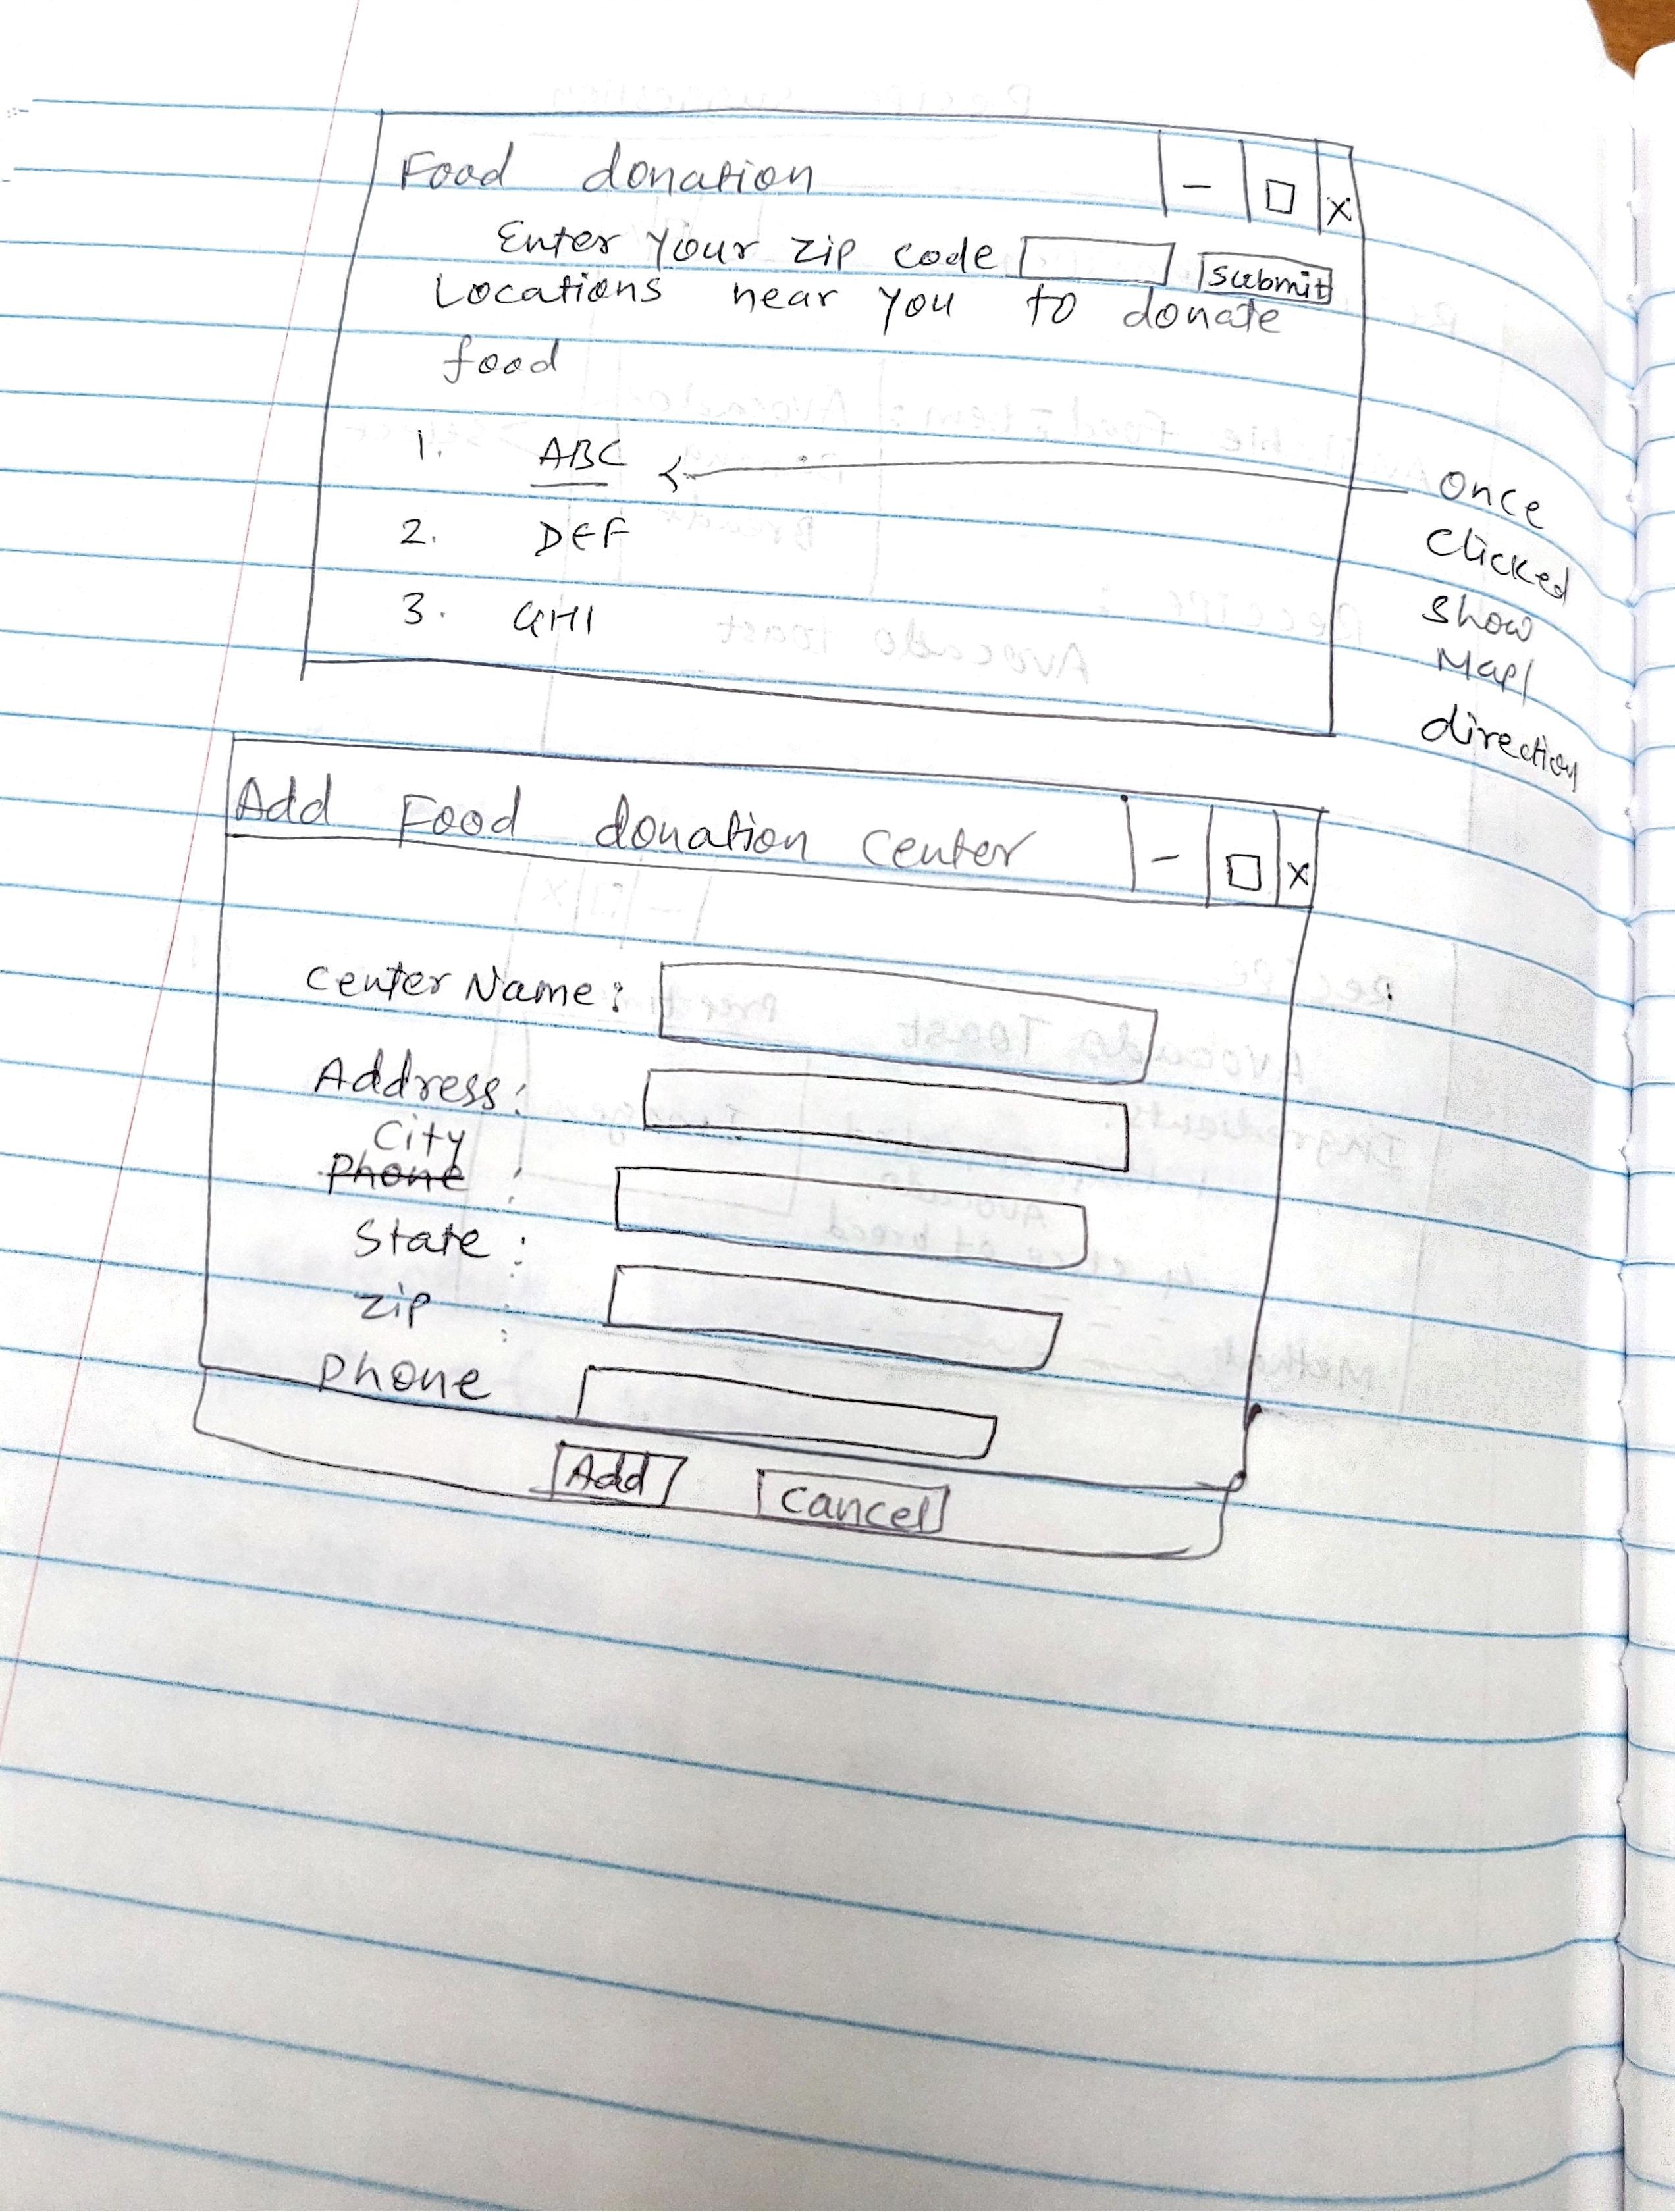 Food donation - □ x
Enter your zip code submit
Locations near you to donate
food
1. ABC
2. DEF
3. GHI
once
clicked
show
Map/
direction
Add Food donation center - □ x
center Name:
Address:
City
Phone :
State :
zip :
phone
Add cancel